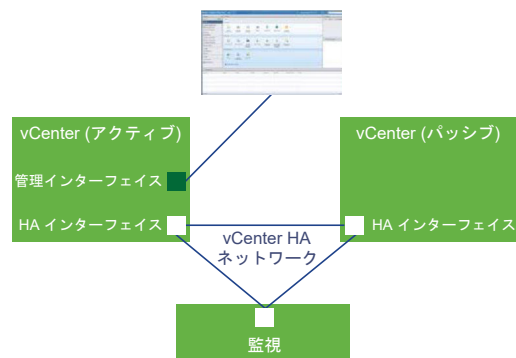 vCenter (アクティブ)
vCenter (パッシブ)
管理インターフェイス
HA インターフェイス
HA インターフェイス
vCenter HA
ネットワーク
監視